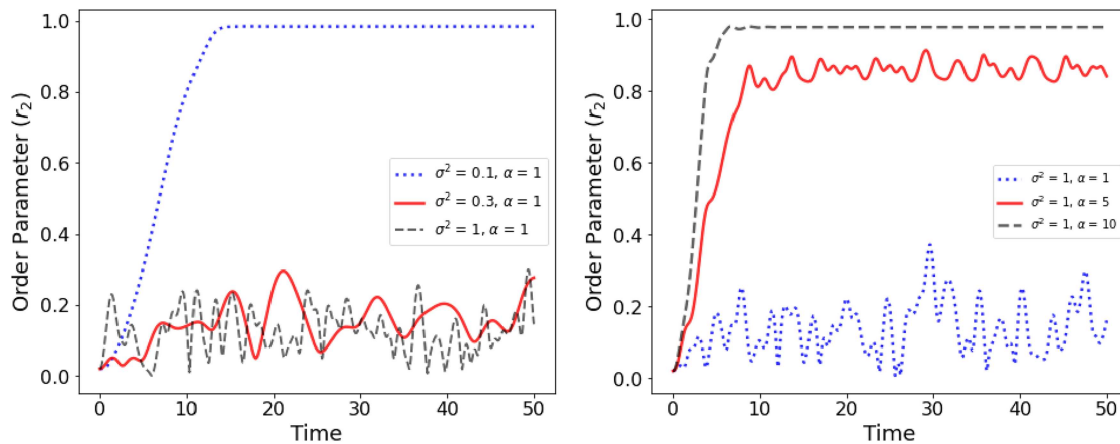 Order Parameter (r₂)
1.0
0.8
0.6
0.4
0.2
0.0
σ² = 0.1, α = 1
σ² = 0.3, α = 1
σ² = 1, α = 1
0 10 20 30 40 50
Time
Order Parameter (r₂)
1.0
0.8
0.6
0.4
0.2
0.0
σ² = 1, α = 1
σ² = 1, α = 5
σ² = 1, α = 10
0 10 20 30 40 50
Time